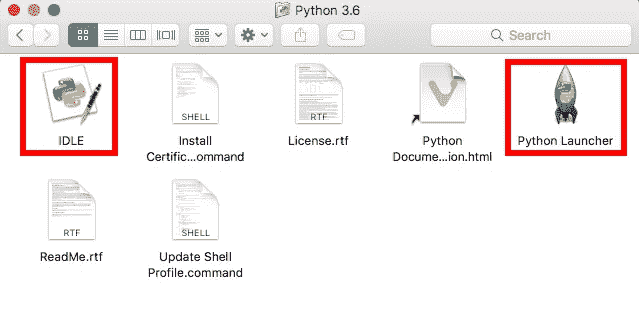 Python 3.6
Search
SHELL
RTF
IDLE
Install
Certific...ommand
License.rtf
Python
Docume...ion.html
Python Launcher
RTF
SHELL
ReadMe.rtf
Update Shell
Profile.command